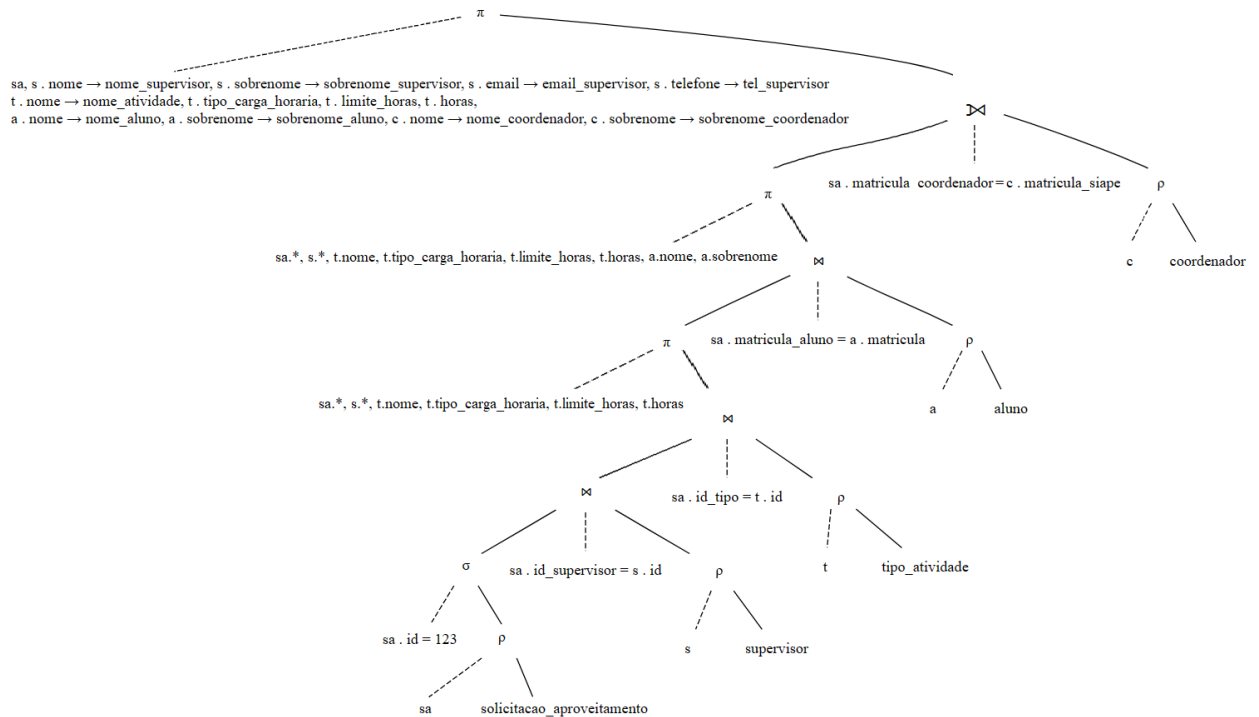 π
sa, s . nome → nome_supervisor, s . sobrenome → sobrenome_supervisor, s . email → email_supervisor, s . telefone → tel_supervisor
t . nome → nome_atividade, t . tipo_carga_horaria, t . limite_horas, t . horas,
a . nome → nome_aluno, a . sobrenome → sobrenome_aluno, c . nome → nome_coordenador, c . sobrenome → sobrenome_coordenador
⟕
π
sa . matricula_coordenador = c . matricula_siape
ρ
sa.*, s.*, t.nome, t.tipo_carga_horaria, t.limite_horas, t.horas, a.nome, a.sobrenome
⋈
c
coordenador
π
sa . matricula_aluno = a . matricula
ρ
sa.*, s.*, t.nome, t.tipo_carga_horaria, t.limite_horas, t.horas
⋈
a
aluno
⋈
sa . id_tipo = t . id
ρ
σ
sa . id_supervisor = s . id
ρ
t
tipo_atividade
sa . id = 123
ρ
s
supervisor
sa
solicitacao_aproveitamento